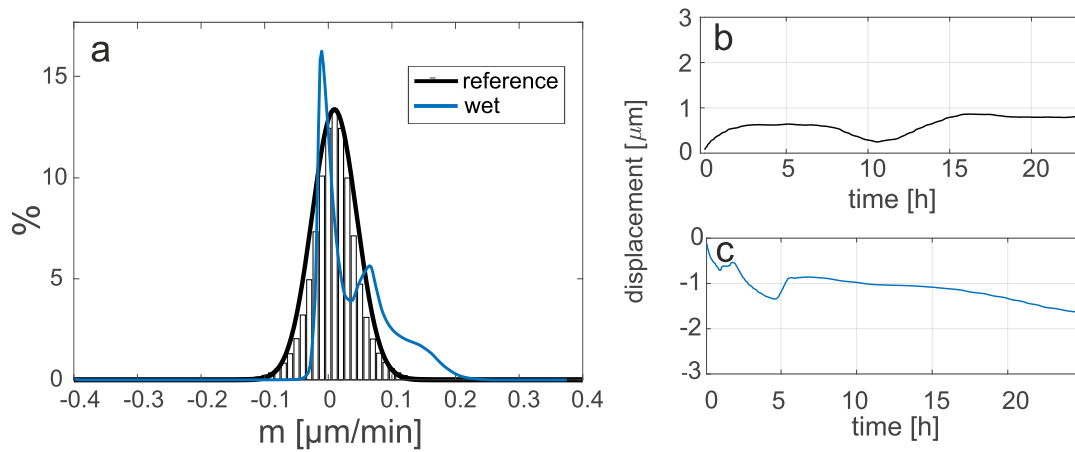 a
%
15
10
5
0
-0.4 -0.3 -0.2 -0.1 0 0.1 0.2 0.3 0.4
m [µm/min]
reference
wet
b
3
2
1
0
0 5 10 15 20
time [h]
displacement [µm]
c
0
-1
-2
-3
0 5 10 15 20
time [h]